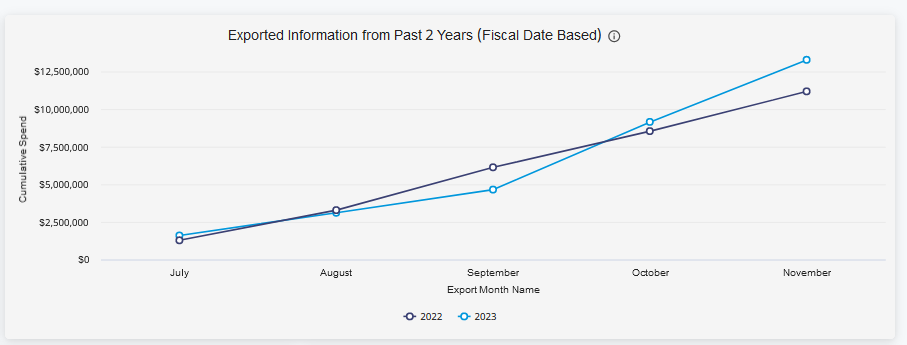 Exported Information from Past 2 Years (Fiscal Date Based)
$12,500,000
$10,000,000
$7,500,000
$5,000,000
$2,500,000
$0
Cumulative Spend
July August September October November
Export Month Name
2022 2023